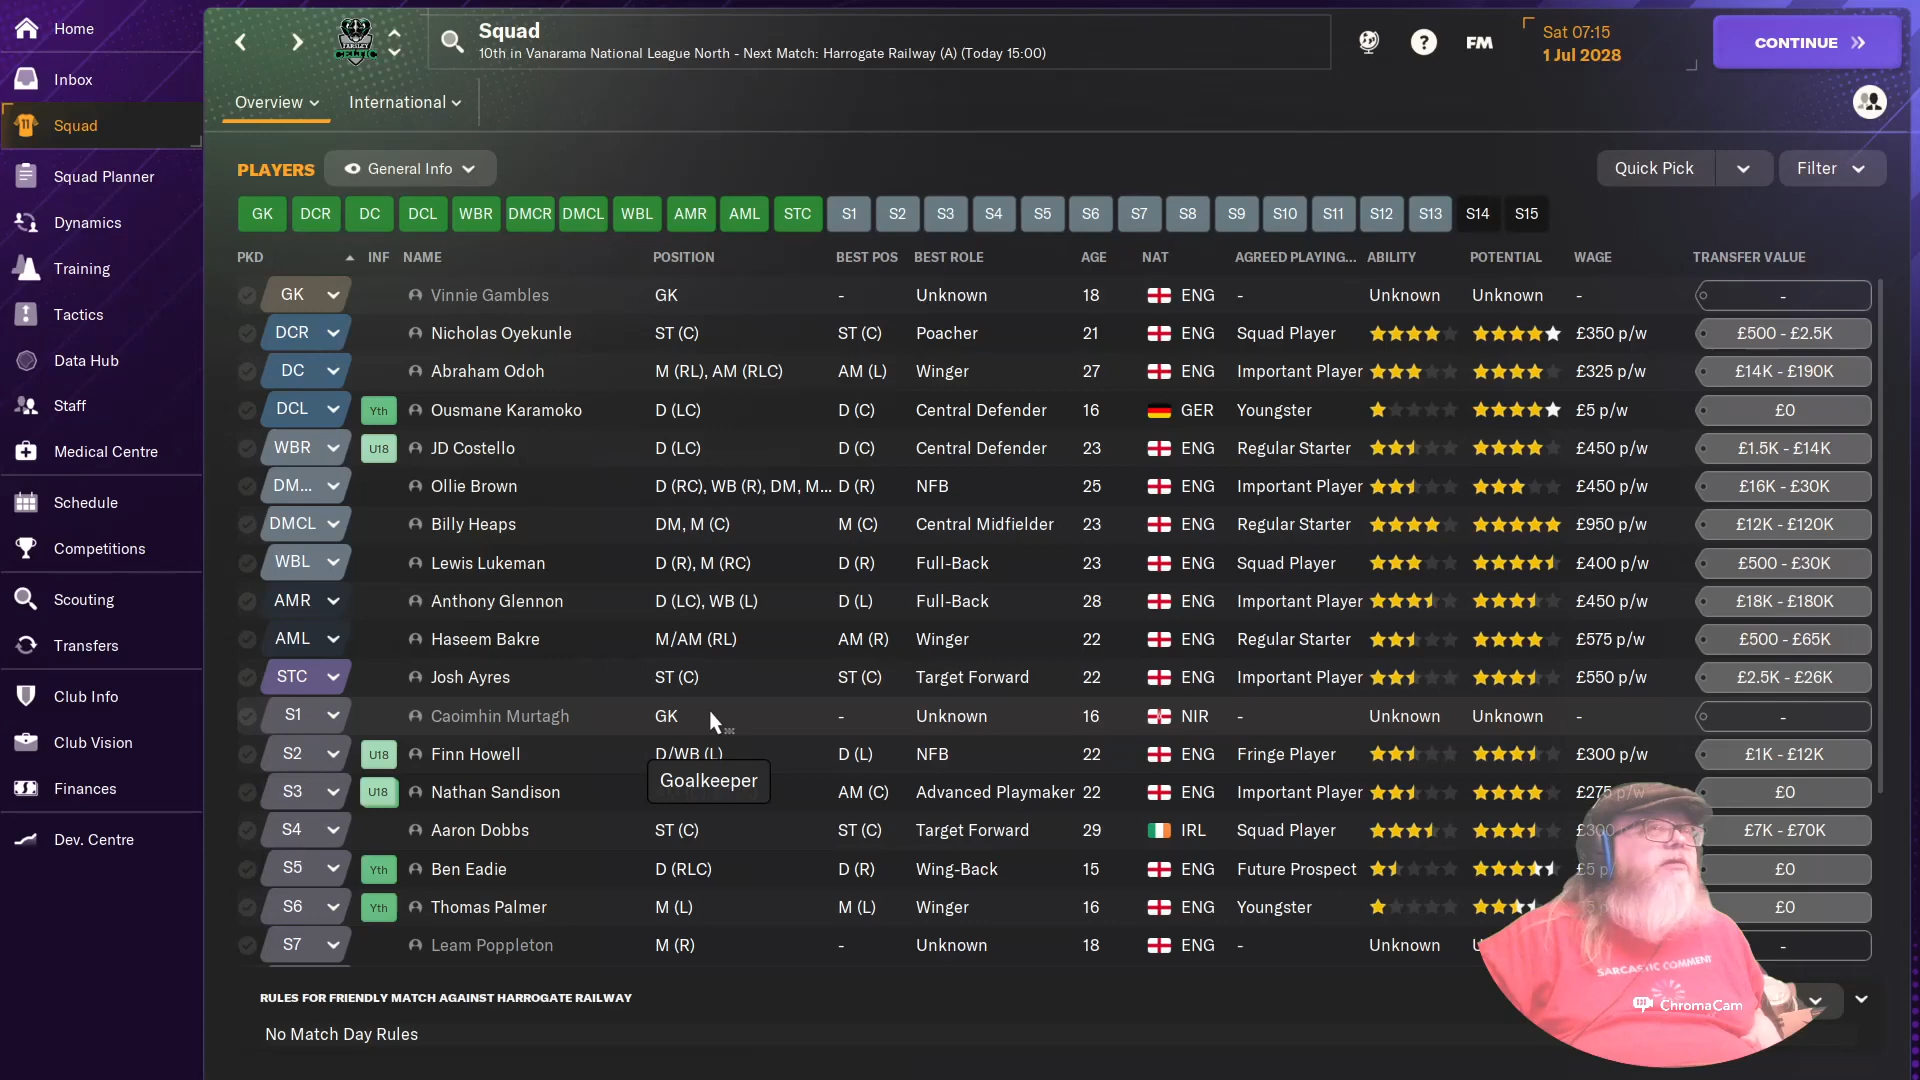 Home
Inbox
Squad
Squad Planner
Dynamics
Training
Tactics
Data Hub
Staff
Medical Centre
Schedule
Competitions
Scouting
Transfers
Club Info
Club Vision
Finances
Dev. Centre
FARSLEY
CELTIC
Squad
10th in Vanarama National League North - Next Match: Harrogate Railway (A) (Today 15:00)
?
FM
Sat 07:15
1 Jul 2028
CONTINUE
Overview
International
PLAYERS
General Info
Quick Pick
Filter
GK DCR DC DCL WBR DMCR DMCL WBL AMR AML STC S1 S2 S3 S4 S5 S6 S7 S8 S9 S10 S11 S12 S13 S14 S15
PKD INF NAME POSITION BEST POS BEST ROLE AGE NAT AGREED PLAYING... ABILITY POTENTIAL WAGE TRANSFER VALUE
GK Vinnie Gambles GK - Unknown 18 ENG - Unknown Unknown - -
DCR Nicholas Oyekunle ST (C) ST (C) Poacher 21 ENG Squad Player £350 p/w £500 - £2.5K
DC Abraham Odoh M (RL), AM (RLC) AM (L) Winger 27 ENG Important Player £325 p/w £14K - £190K
DCL Yth Ousmane Karamoko D (LC) D (C) Central Defender 16 GER Youngster £5 p/w £0
WBR U18 JD Costello D (LC) D (C) Central Defender 23 ENG Regular Starter £450 p/w £1.5K - £14K
DM... Ollie Brown D (RC), WB (R), DM, M... D (R) NFB 25 ENG Important Player £450 p/w £16K - £30K
DMCL Billy Heaps DM, M (C) M (C) Central Midfielder 23 ENG Regular Starter £950 p/w £12K - £120K
WBL Lewis Lukeman D (R), M (RC) D (R) Full-Back 23 ENG Squad Player £400 p/w £500 - £30K
AMR Anthony Glennon D (LC), WB (L) D (L) Full-Back 28 ENG Important Player £450 p/w £18K - £180K
AML Haseem Bakre M/AM (RL) AM (R) Winger 22 ENG Regular Starter £575 p/w £500 - £65K
STC Josh Ayres ST (C) ST (C) Target Forward 22 ENG Important Player £550 p/w £2.5K - £26K
S1 Caoimhin Murtagh GK - Unknown 16 NIR - Unknown Unknown - -
S2 U18 Finn Howell D/WB (L) D (L) NFB 22 ENG Fringe Player £300 p/w £1K - £12K
Goalkeeper
S3 U18 Nathan Sandison AM (C) Advanced Playmaker 22 ENG Important Player £275 p/w £0
S4 Aaron Dobbs ST (C) ST (C) Target Forward 29 IRL Squad Player £300 £7K - £70K
S5 Yth Ben Eadie D (RLC) D (R) Wing-Back 15 ENG Future Prospect £5 p/ £0
S6 Yth Thomas Palmer M (L) M (L) Winger 16 ENG Youngster £0
S7 Leam Poppleton M (R) - Unknown 18 ENG - Unknown -
SARCASTIC COMMENT
ChromaCam
RULES FOR FRIENDLY MATCH AGAINST HARROGATE RAILWAY
No Match Day Rules